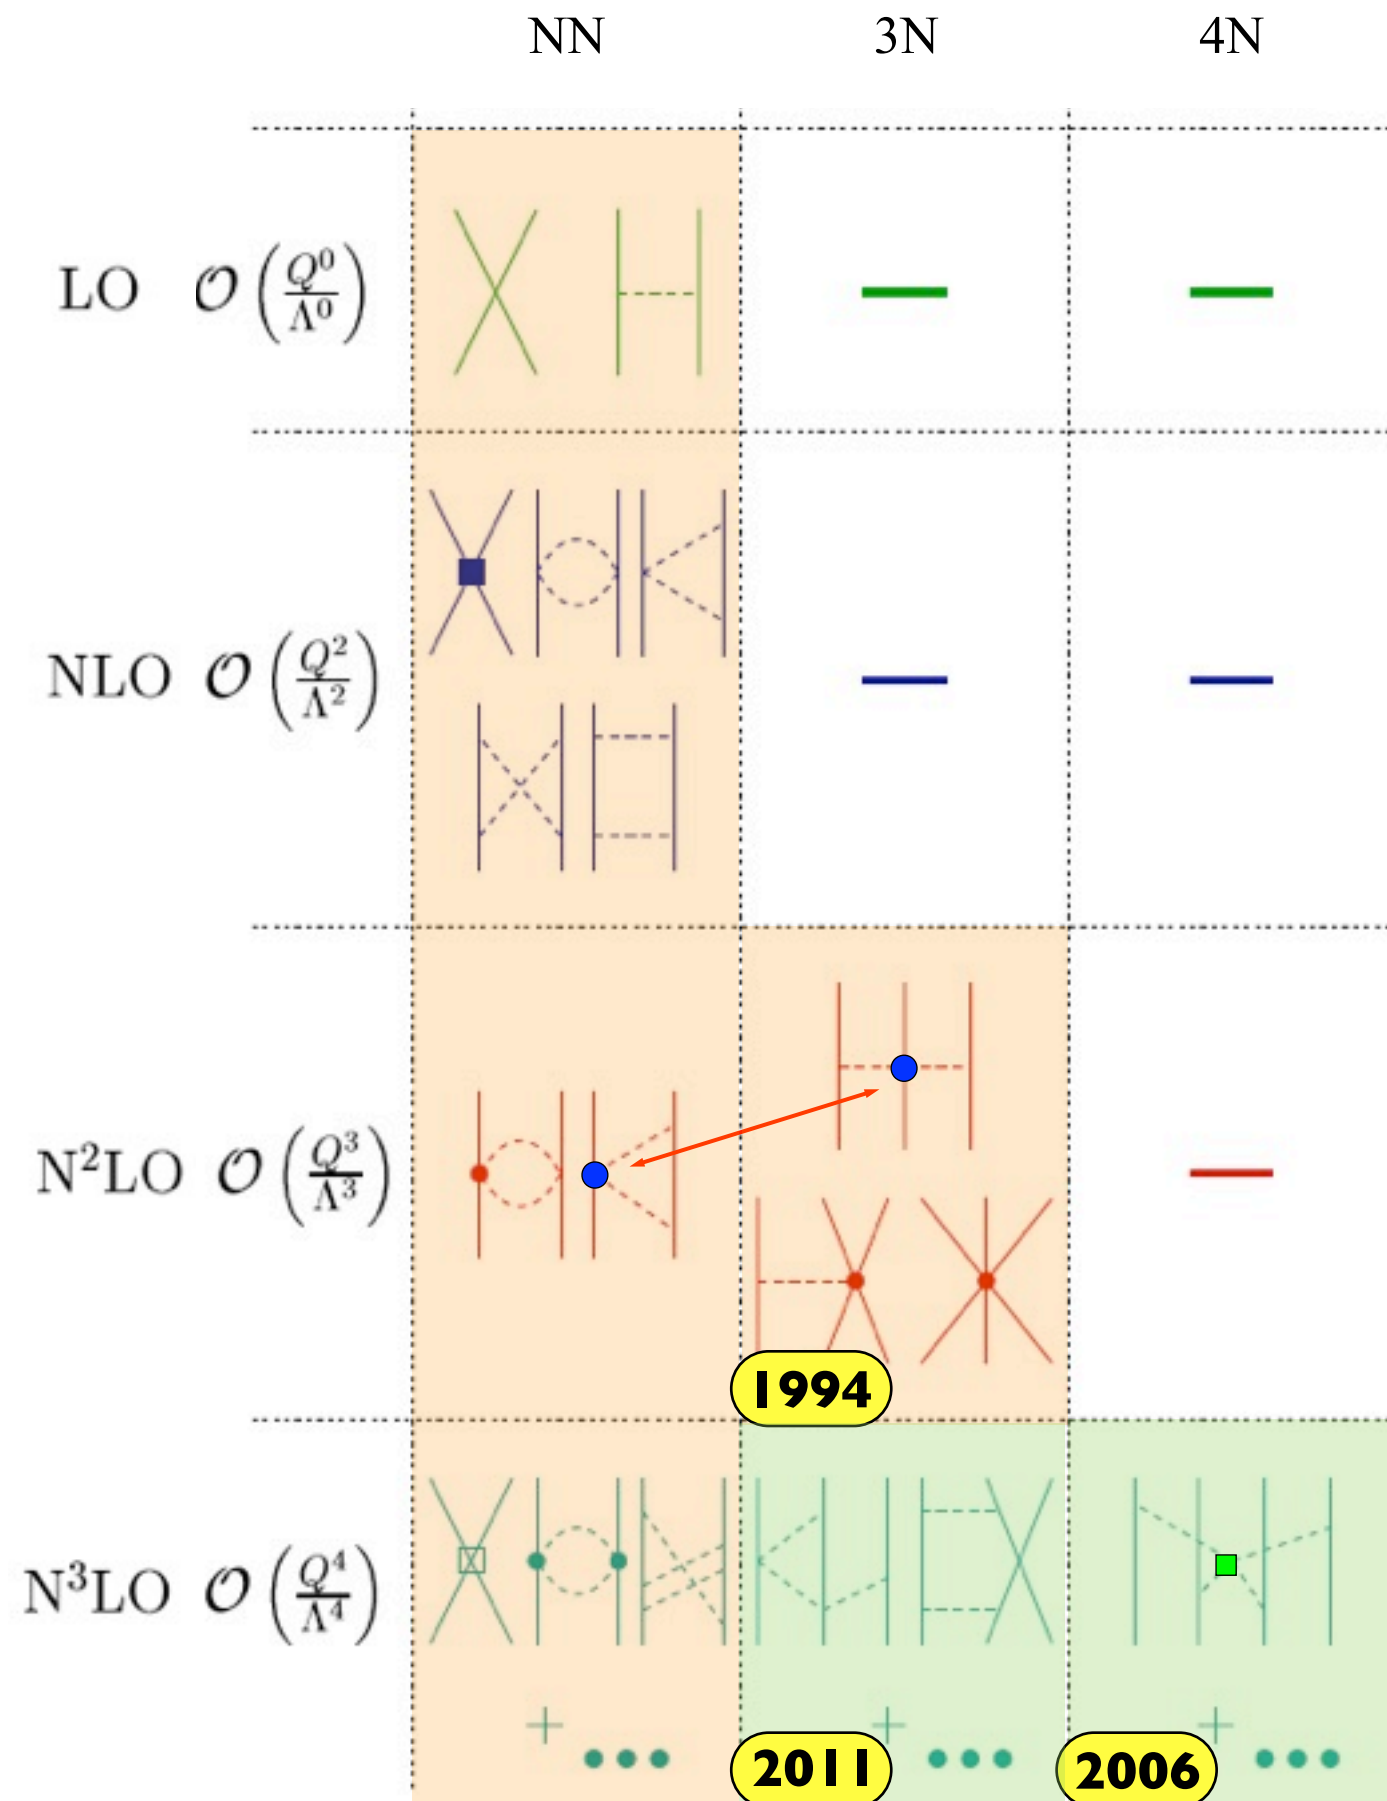 NN 3N 4N
LO 𝒪(Q⁰/Λ⁰)
NLO 𝒪(Q²/Λ²)
N²LO 𝒪(Q³/Λ³)
1994
N³LO 𝒪(Q⁴/Λ⁴)
+ ••• + ••• + •••
2011 2006